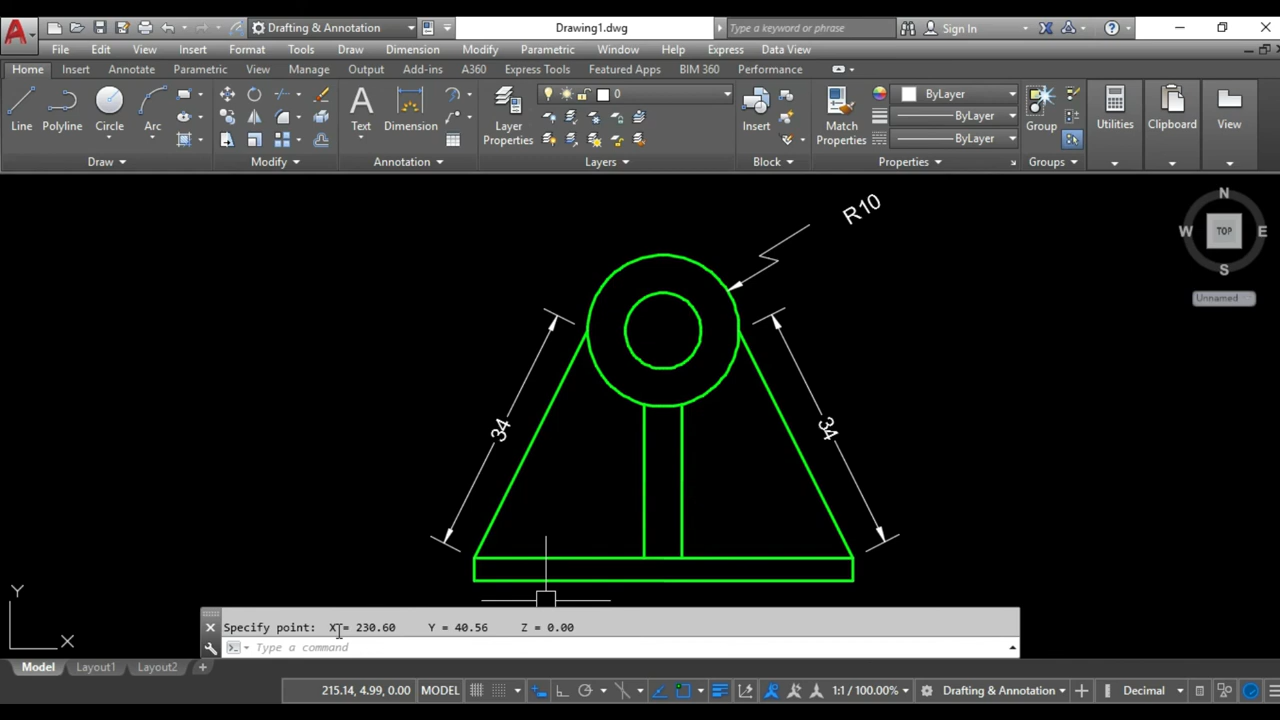 Drafting & Annotation
Drawing1.dwg
Type a keyword or phrase
Sign In
File Edit View Insert Format Tools Draw Dimension Modify Parametric Window Help Express Data View
Home Insert Annotate Parametric View Manage Output Add-ins A360 Express Tools Featured Apps BIM 360 Performance
Line Polyline Circle Arc
Draw
Modify
Text Dimension
Annotation
Layer Properties
0
Layers
Insert
Block
Match Properties
ByLayer
ByLayer
ByLayer
Properties
Group
Groups
Utilities
Clipboard
View
R10
34
34
N
W TOP E
S
Unnamed
Y
X
Specify point: X = 230.60 Y = 40.56 Z = 0.00
Type a command
Model Layout1 Layout2 +
215.14, 4.99, 0.00 MODEL 1:1 / 100.00% Drafting & Annotation Decimal